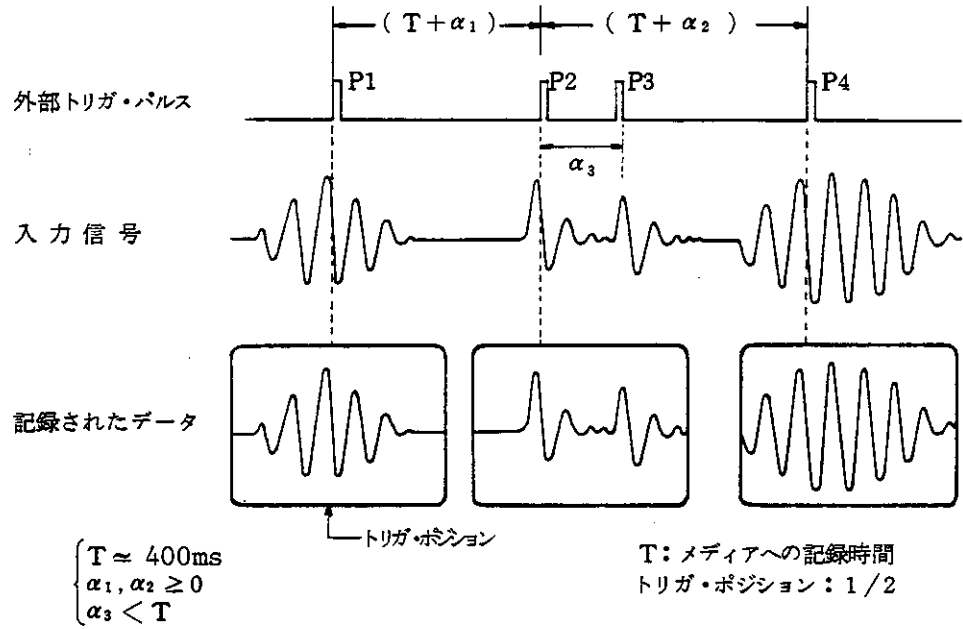 (T+α₁) (T+α₂)
外部トリガ・パルス P1 P2 P3 P4
α₃
入力信号
記録されたデータ
トリガ・ポジション
T≃400ms
α₁, α₂ ≥ 0
α₃ < T
T：メディアへの記録時間
トリガ・ポジション：1/2